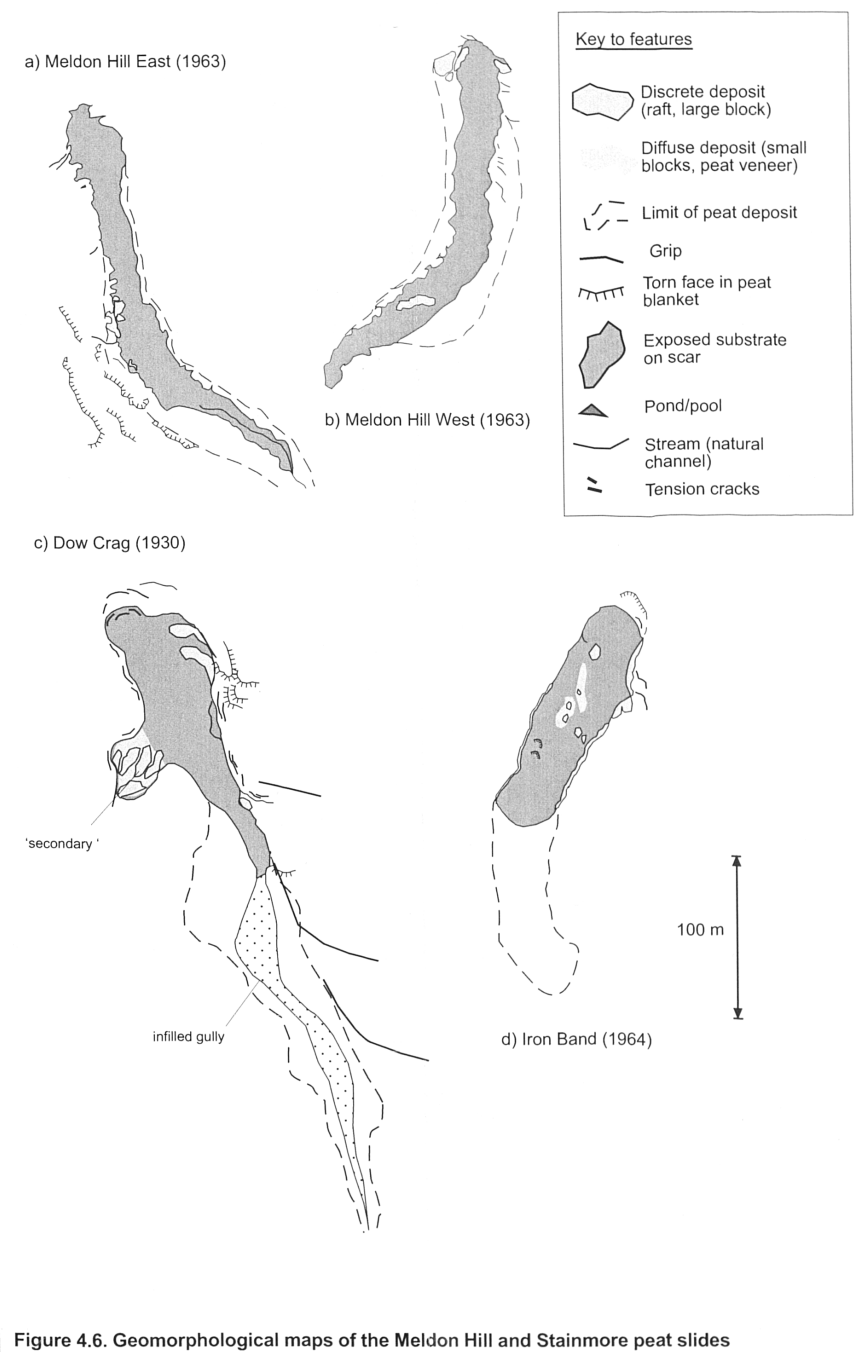 a) Meldon Hill East (1963)
b) Meldon Hill West (1963)
Key to features
Discrete deposit
(raft, large block)
Diffuse deposit (small
blocks, peat veneer)
Limit of peat deposit
Grip
Torn face in peat
blanket
Exposed substrate
on scar
Pond/pool
Stream (natural
channel)
Tension cracks
c) Dow Crag (1930)
'secondary '
infilled gully
d) Iron Band (1964)
100 m
Figure 4.6. Geomorphological maps of the Meldon Hill and Stainmore peat slides